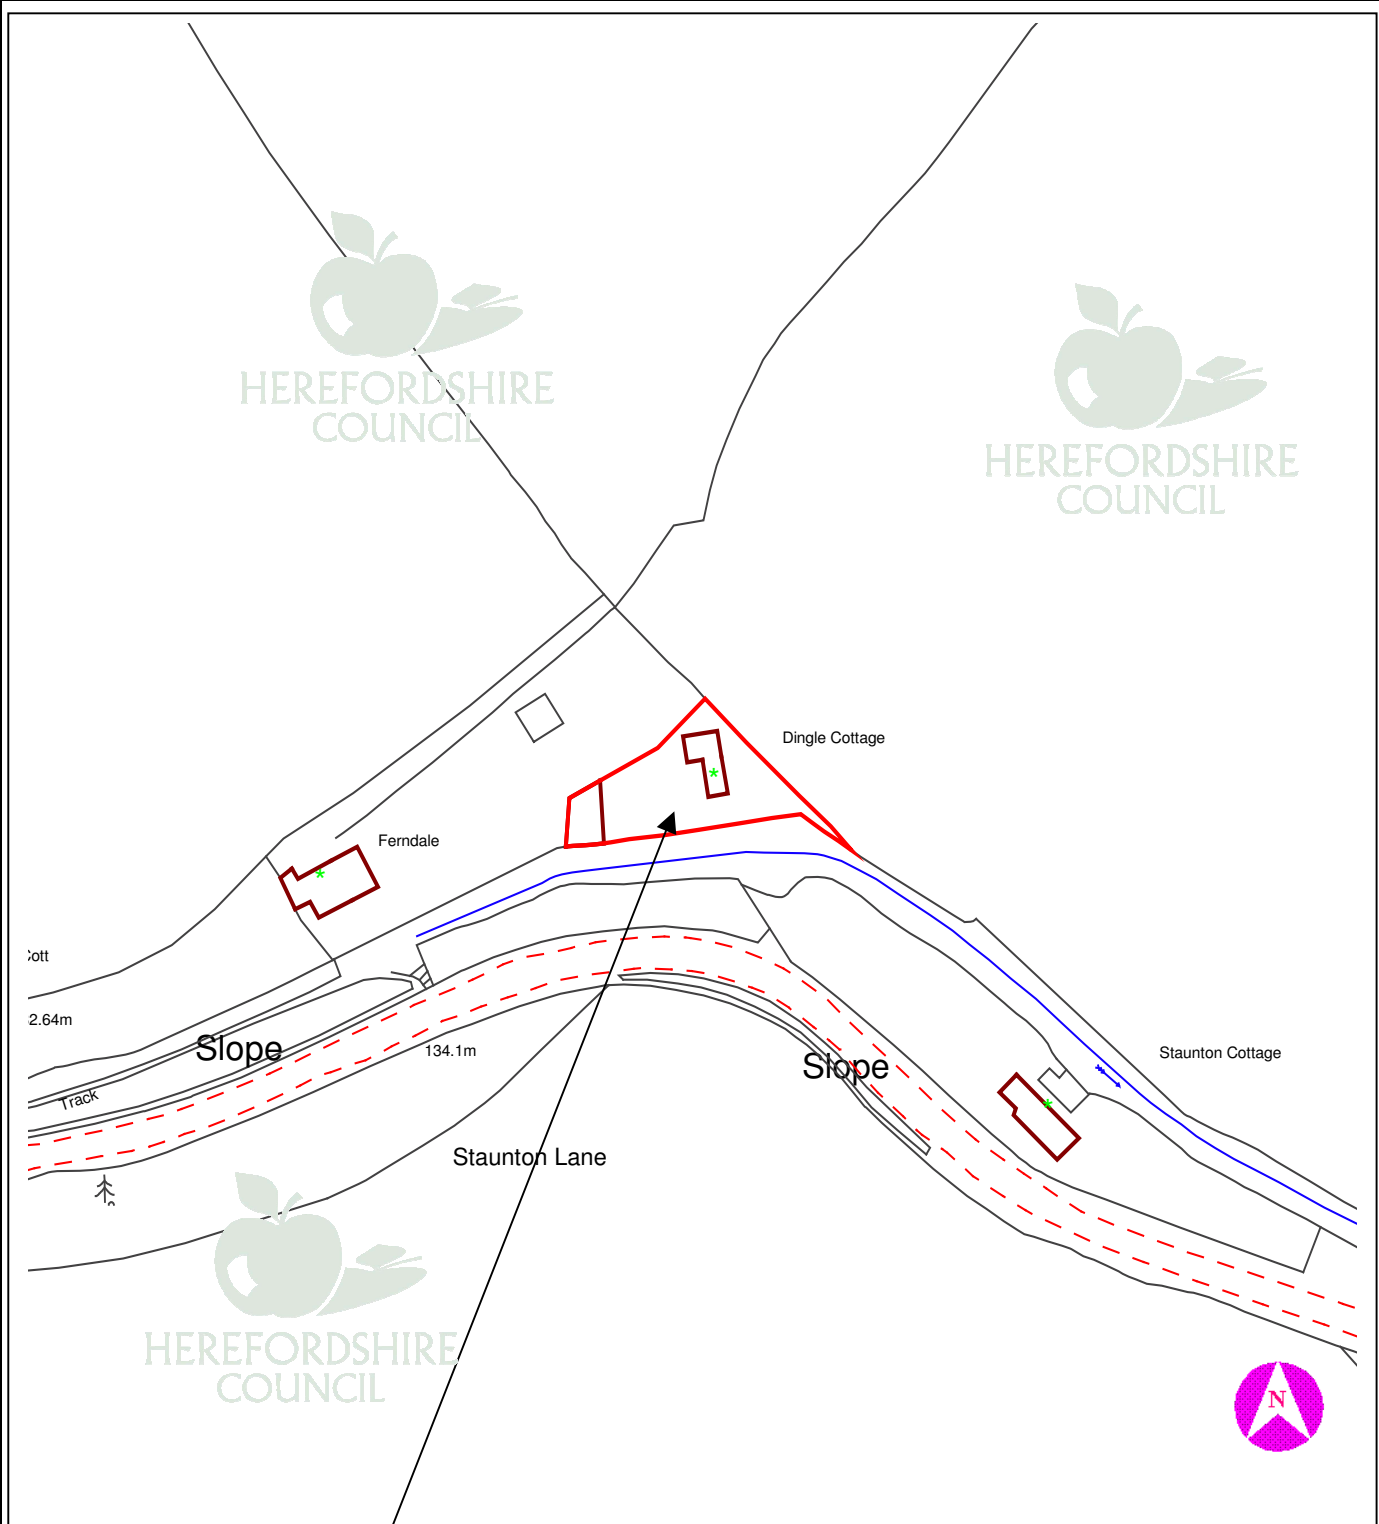 HEREFORDSHIRE
COUNCIL
HEREFORDSHIRE
COUNCIL
Dingle Cottage
Ferndale
Cott
2.64m
Slope
134.1m
Slope
Staunton Cottage
Track
Staunton Lane
HEREFORDSHIRE
COUNCIL
N